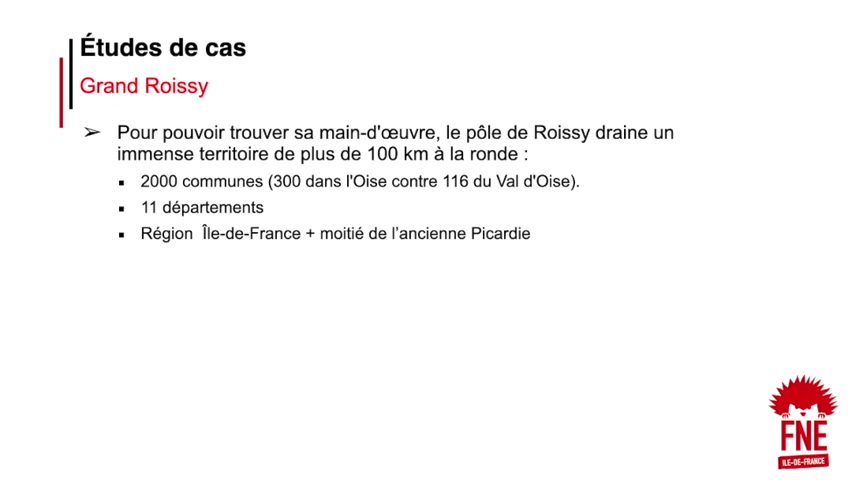 Études de cas
Grand Roissy
➢ Pour pouvoir trouver sa main-d'œuvre, le pôle de Roissy draine un
immense territoire de plus de 100 km à la ronde :
▪ 2000 communes (300 dans l'Oise contre 116 du Val d'Oise).
▪ 11 départements
▪ Région Île-de-France + moitié de l’ancienne Picardie
FNE
ILE-DE-FRANCE